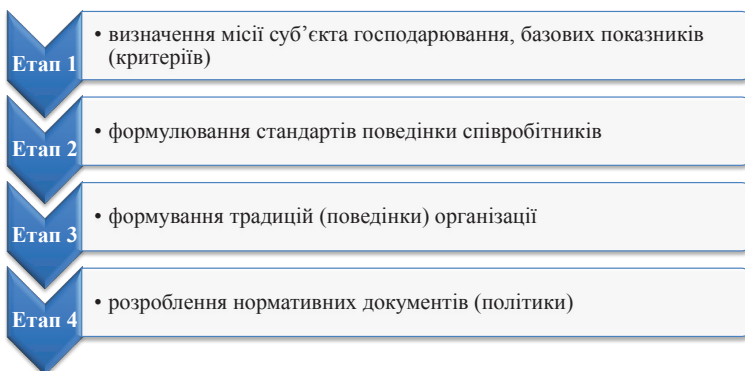 Етап 1
• визначення місії суб’єкта господарювання, базових показників
(критеріїв)
Етап 2
• формулювання стандартів поведінки співробітників
Етап 3
• формування традицій (поведінки) організації
Етап 4
• розроблення нормативних документів (політики)